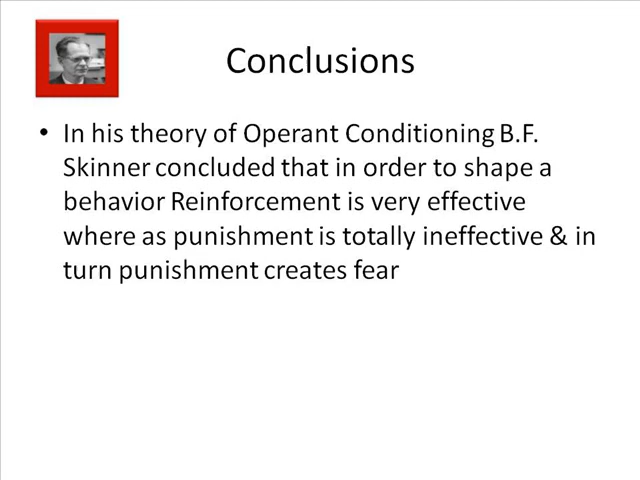 Conclusions
• In his theory of Operant Conditioning B.F.
Skinner concluded that in order to shape a
behavior Reinforcement is very effective
where as punishment is totally ineffective & in
turn punishment creates fear